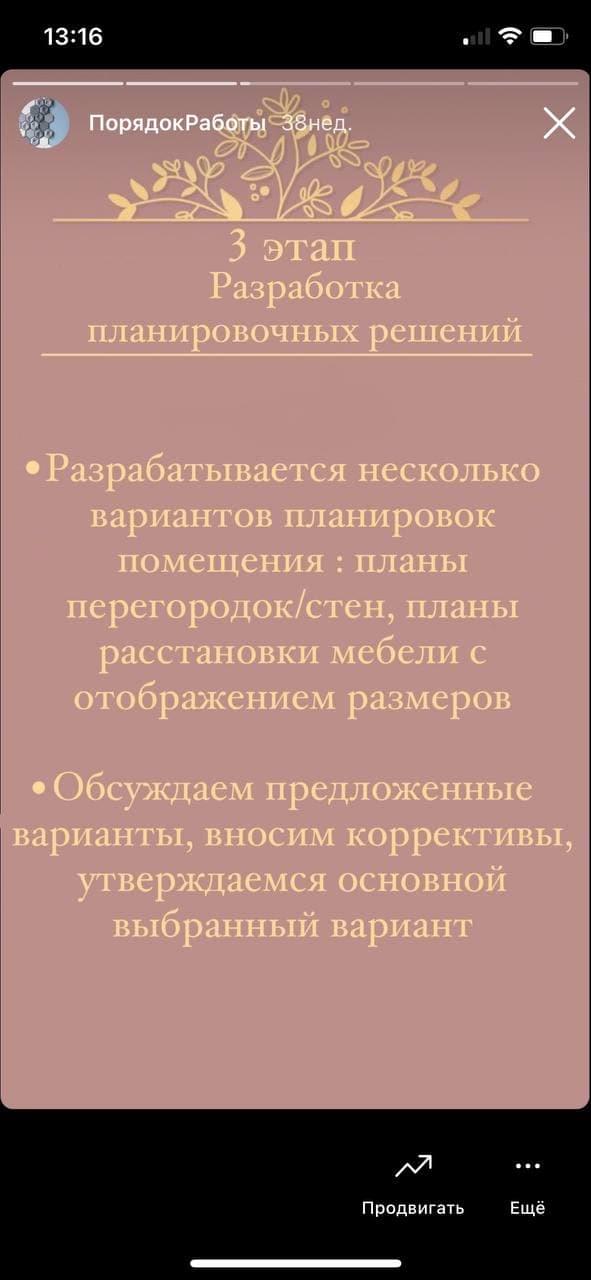 13:16
ПорядокРаботы 38нед.
3 этап
Разработка
планировочных решений
•Разрабатывается несколько
вариантов планировок
помещения : планы
перегородок/стен, планы
расстановки мебели с
отображением размеров
•Обсуждаем предложенные
варианты, вносим коррективы,
утверждаемся основной
выбранный вариант
Продвигать
Ещё